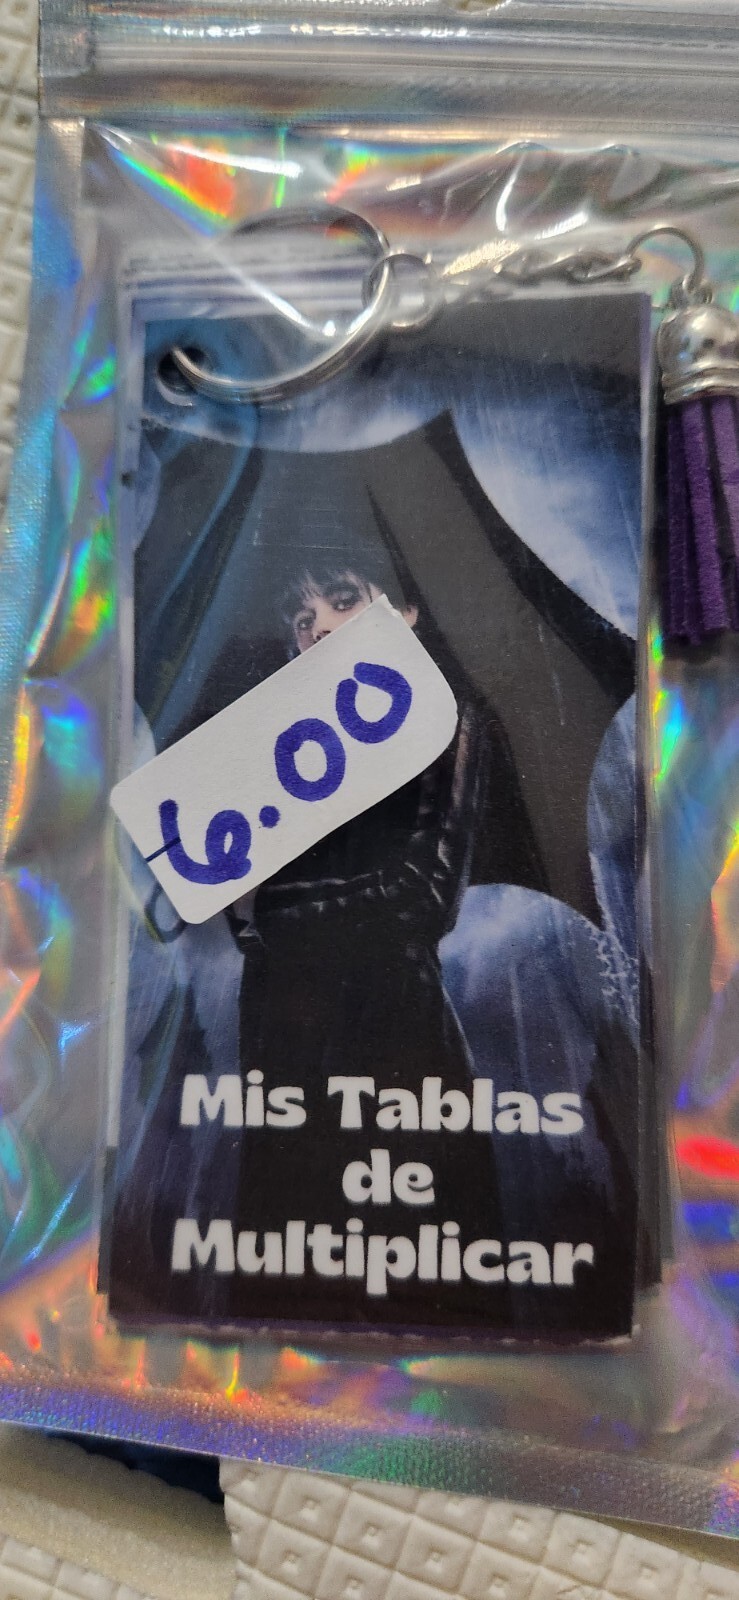 6.00
Mis Tablas
de
Multiplicar